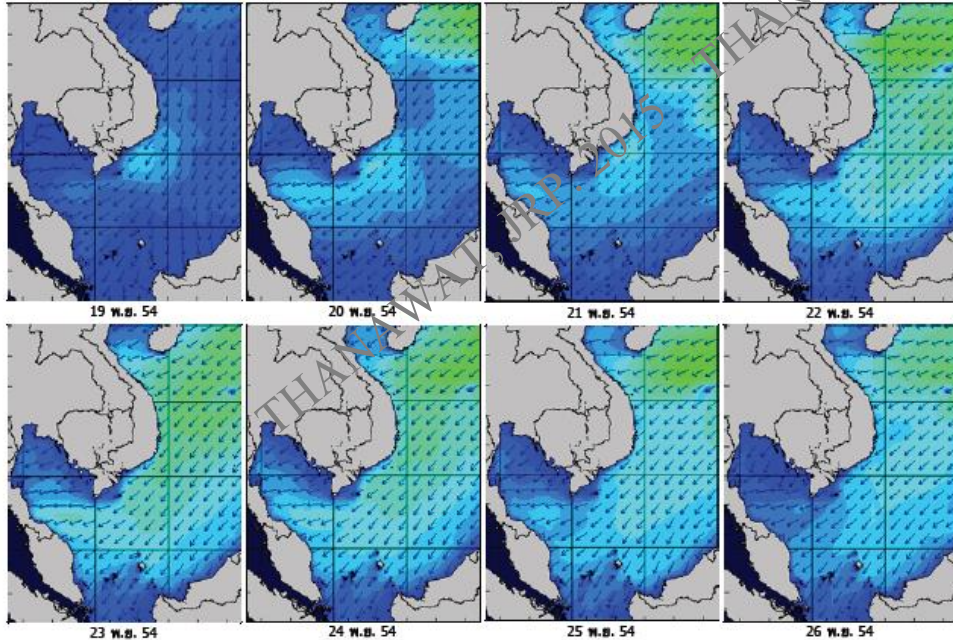 19 พ.ย. 54
20 พ.ย. 54
21 พ.ย. 54
22 พ.ย. 54
23 พ.ย. 54
24 พ.ย. 54
25 พ.ย. 54
26 พ.ย. 54
THANAWAT JRP. 2015 THAN